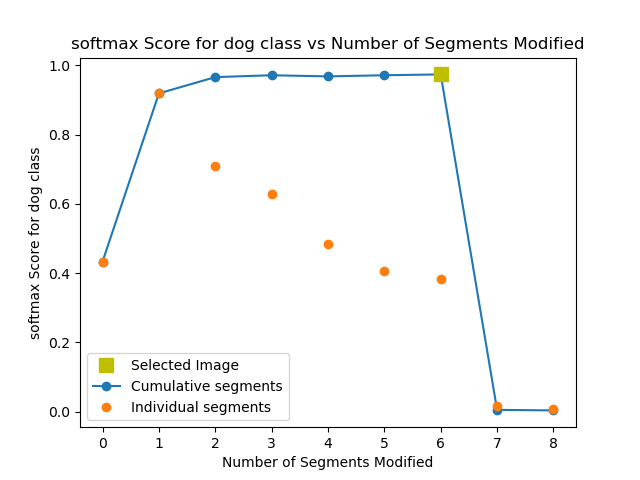 softmax Score for dog class vs Number of Segments Modified
softmax Score for dog class
1.0
0.8
0.6
0.4
0.2
0.0
Selected Image
Cumulative segments
Individual segments
0 1 2 3 4 5 6 7 8
Number of Segments Modified